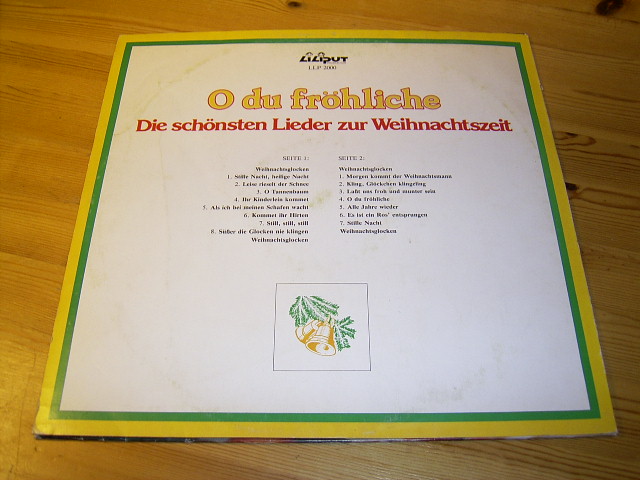 LiLiPUT
LLP 2000
O du fröhliche
Die schönsten Lieder zur Weihnachtszeit
SEITE 1:
Weihnachtsglocken
1. Stille Nacht, heilige Nacht
2. Leise rieselt der Schnee
3. O Tannenbaum
4. Ihr Kinderlein kommet
5. Als ich bei meinen Schafen wacht
6. Kommet ihr Hirten
7. Still, still, still
8. Süßer die Glocken nie klingen
Weihnachtsglocken
SEITE 2:
Weihnachtsglocken
1. Morgen kommt der Weihnachtsmann
2. Kling, Glöckchen klingeling
3. Laßt uns froh und munter sein
4. O du fröhliche
5. Alle Jahre wieder
6. Es ist ein Ros' entsprungen
7. Stille Nacht
Weihnachtsglocken